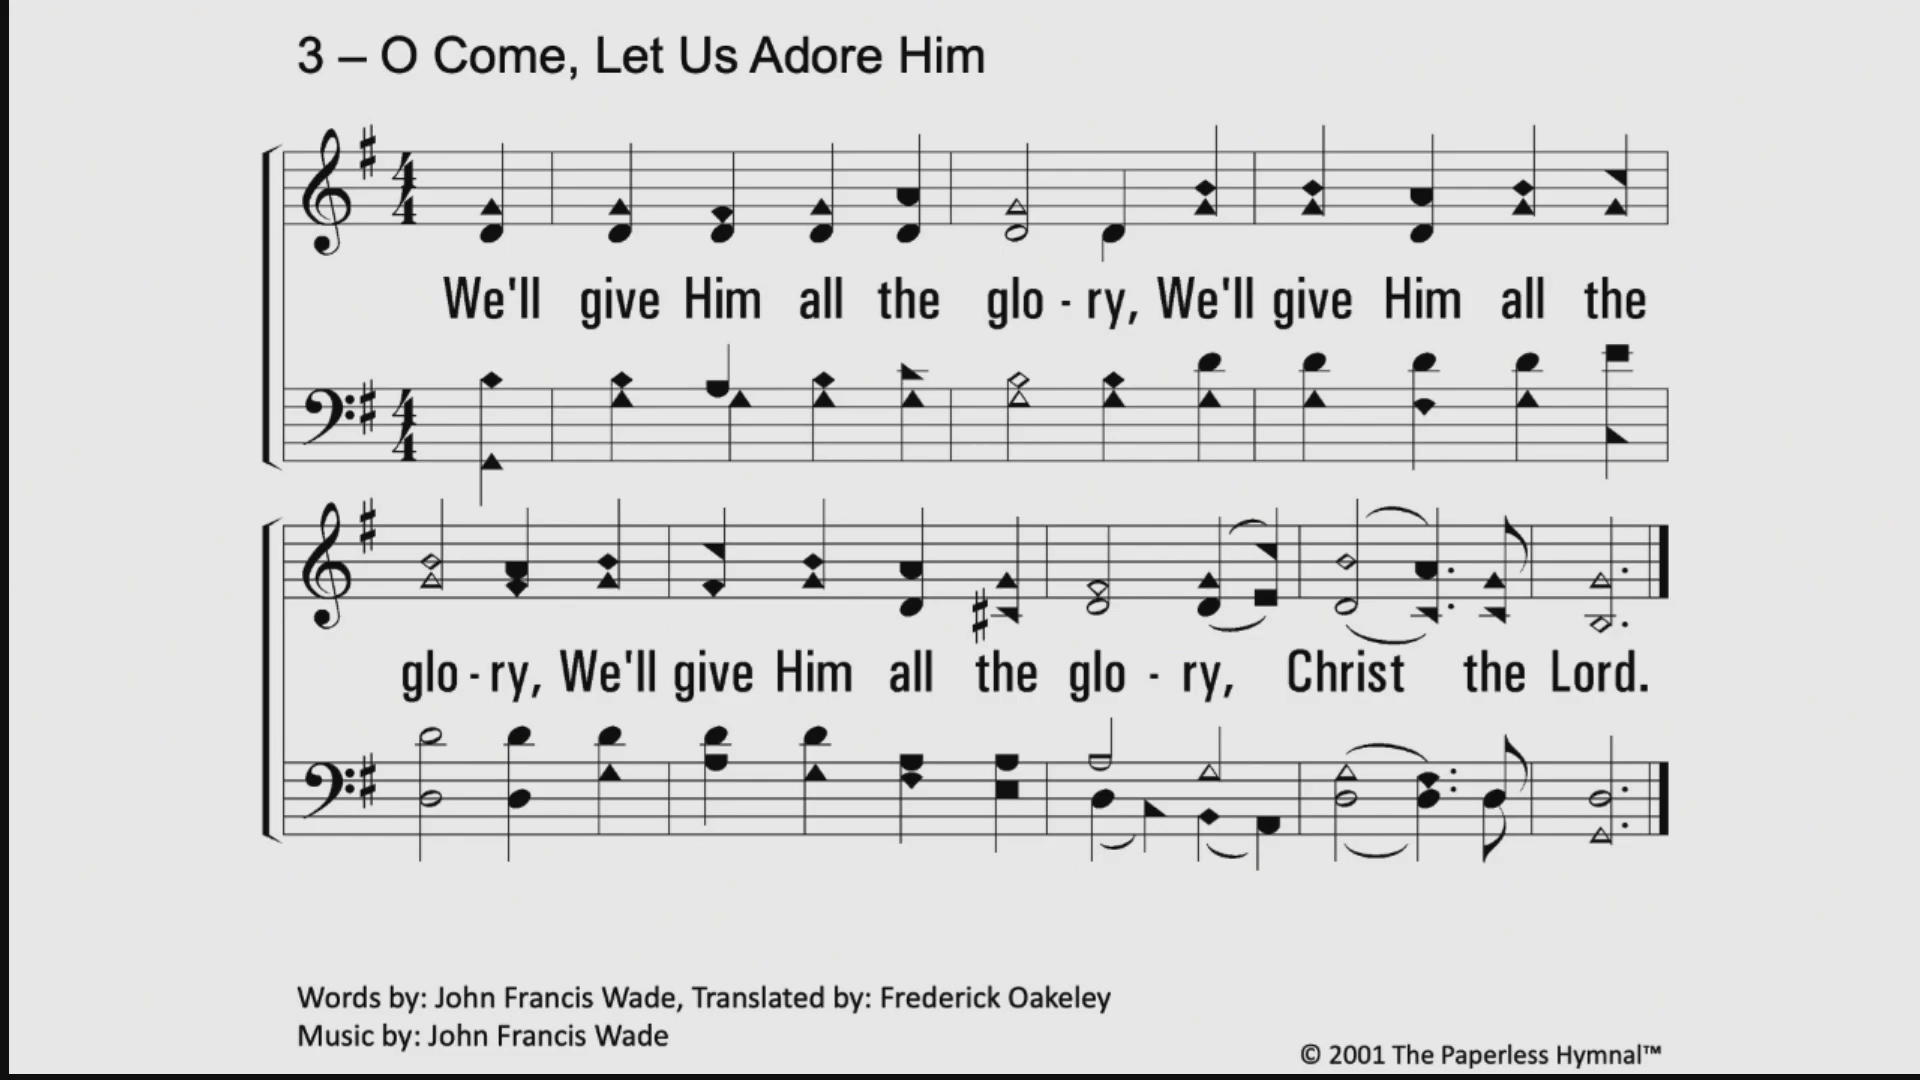 3 – O Come, Let Us Adore Him
We'll give Him all the glo - ry, We'll give Him all the
glo - ry, We'll give Him all the glo - ry, Christ the Lord.
Words by: John Francis Wade, Translated by: Frederick Oakeley
Music by: John Francis Wade
© 2001 The Paperless Hymnal™